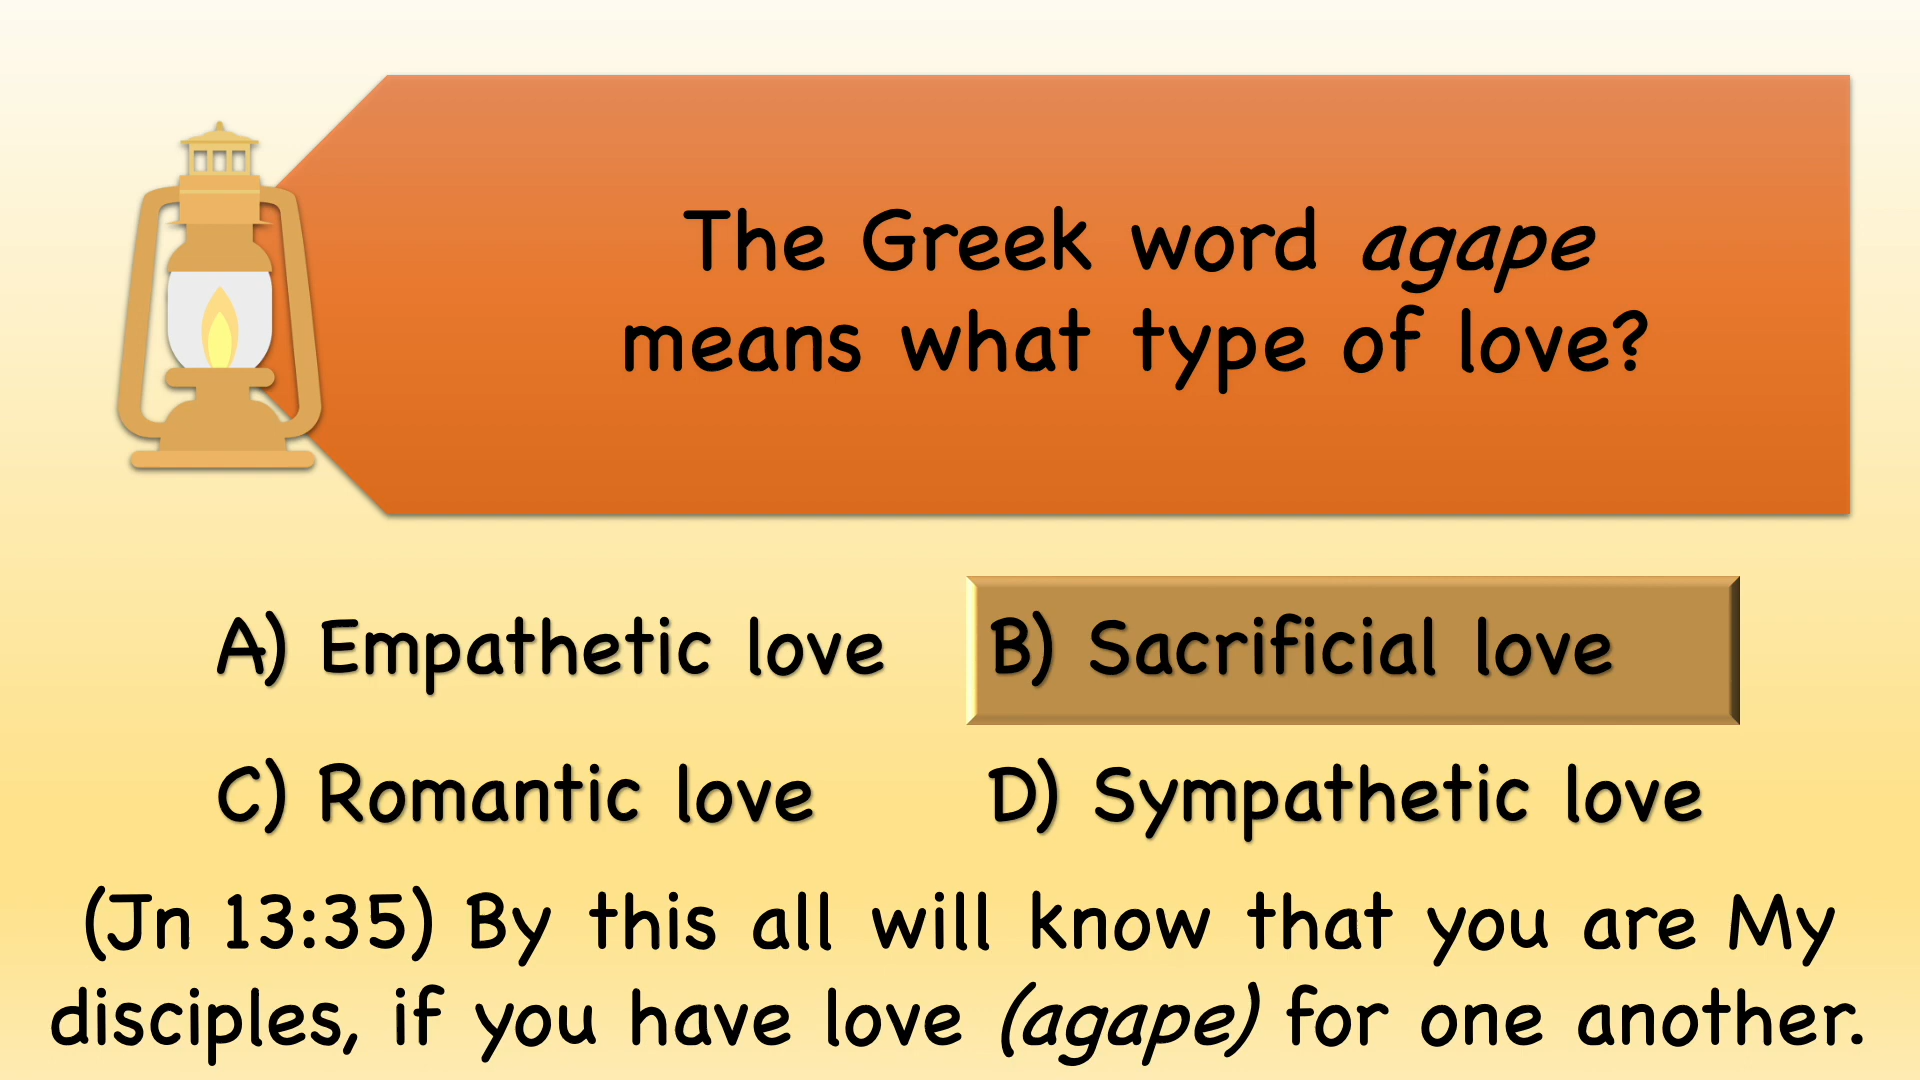 The Greek word agape
means what type of love?
A) Empathetic love
B) Sacrificial love
C) Romantic love
D) Sympathetic love
(Jn 13:35) By this all will know that you are My
disciples, if you have love (agape) for one another.